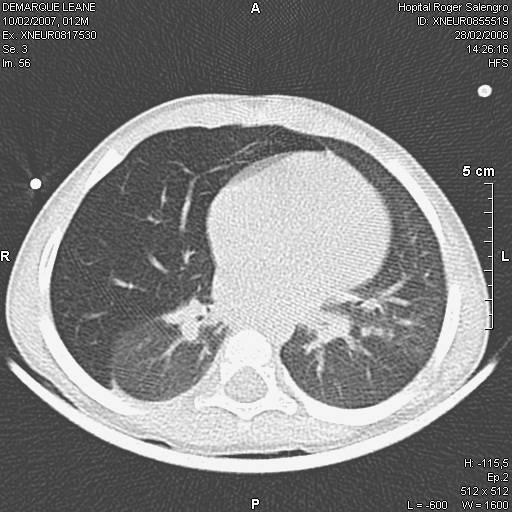 DEMARQUE LEANE
10/02/2007, 012M
Ex. XNEUR0817530
Se. 3
Im. 56
A
Hopital Roger Salengro
ID: XNEUR0855519
28/02/2008
14:26:16
HFS
5 cm
R
L
H: -115,5
Ep.2
512 x 512
L = -600 W = 1600
P